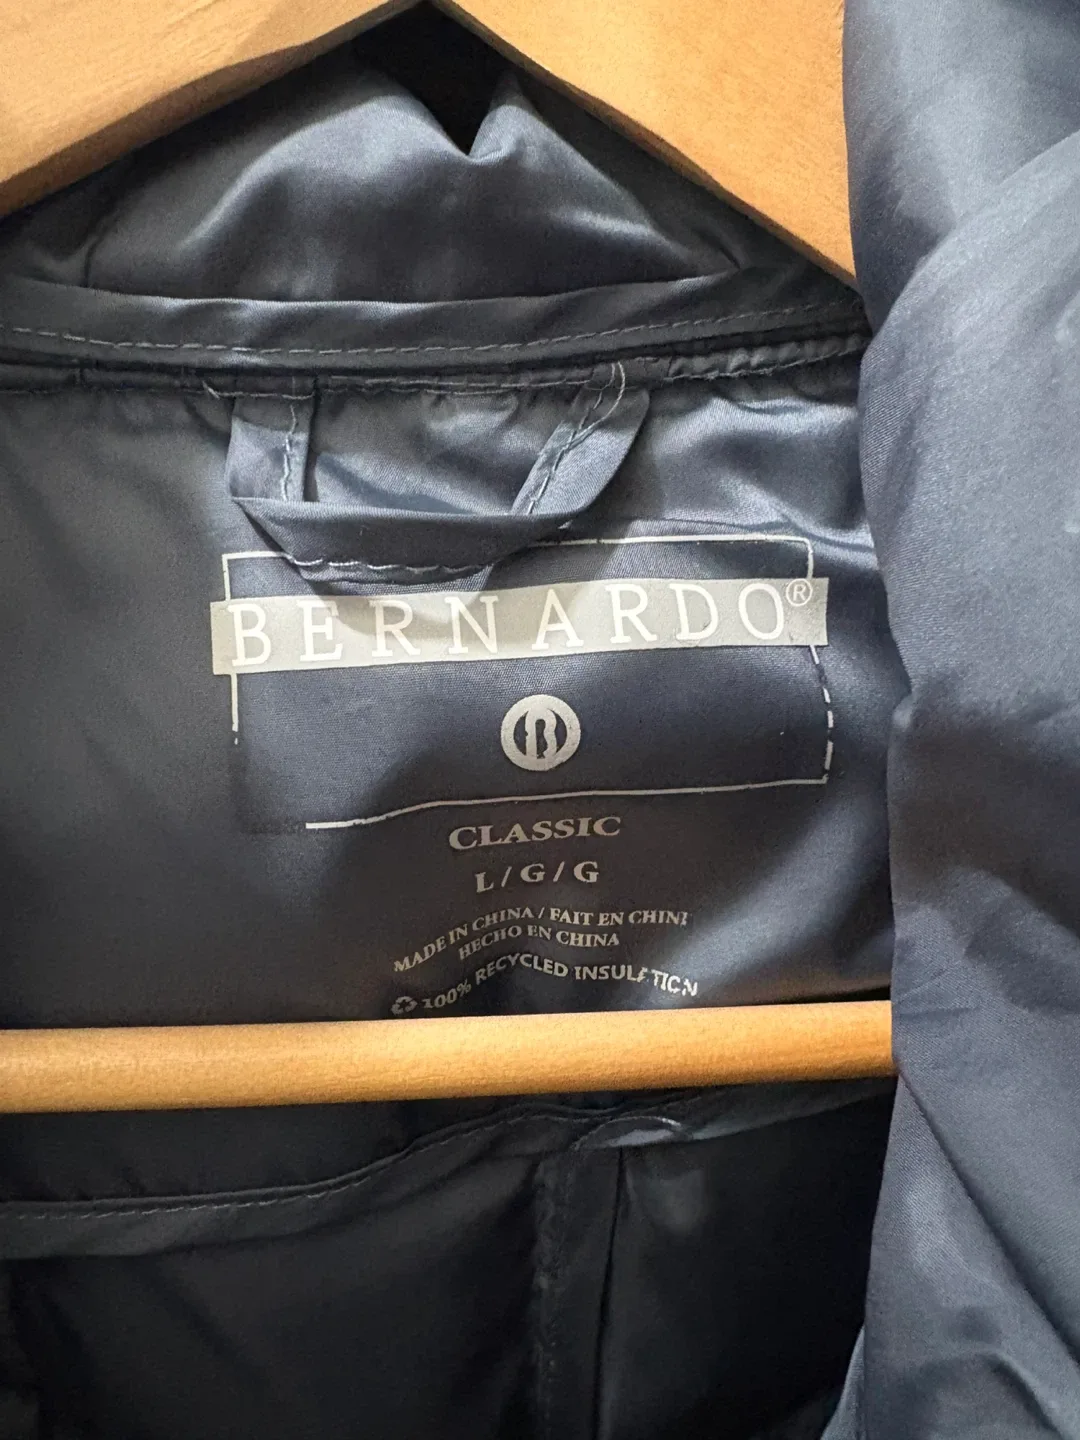 BERNARDO®
B
CLASSIC
L / G / G
MADE IN CHINA / FAIT EN CHINE
HECHO EN CHINA
100% RECYCLED INSULATION